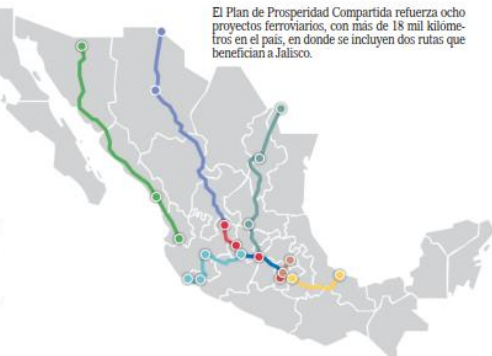 El Plan de Prosperidad Compartida refuerza ocho
proyectos ferroviarios, con más de 18 mil kilóme-
tros en el país, en donde se incluyen dos rutas que
benefician a Jalisco.